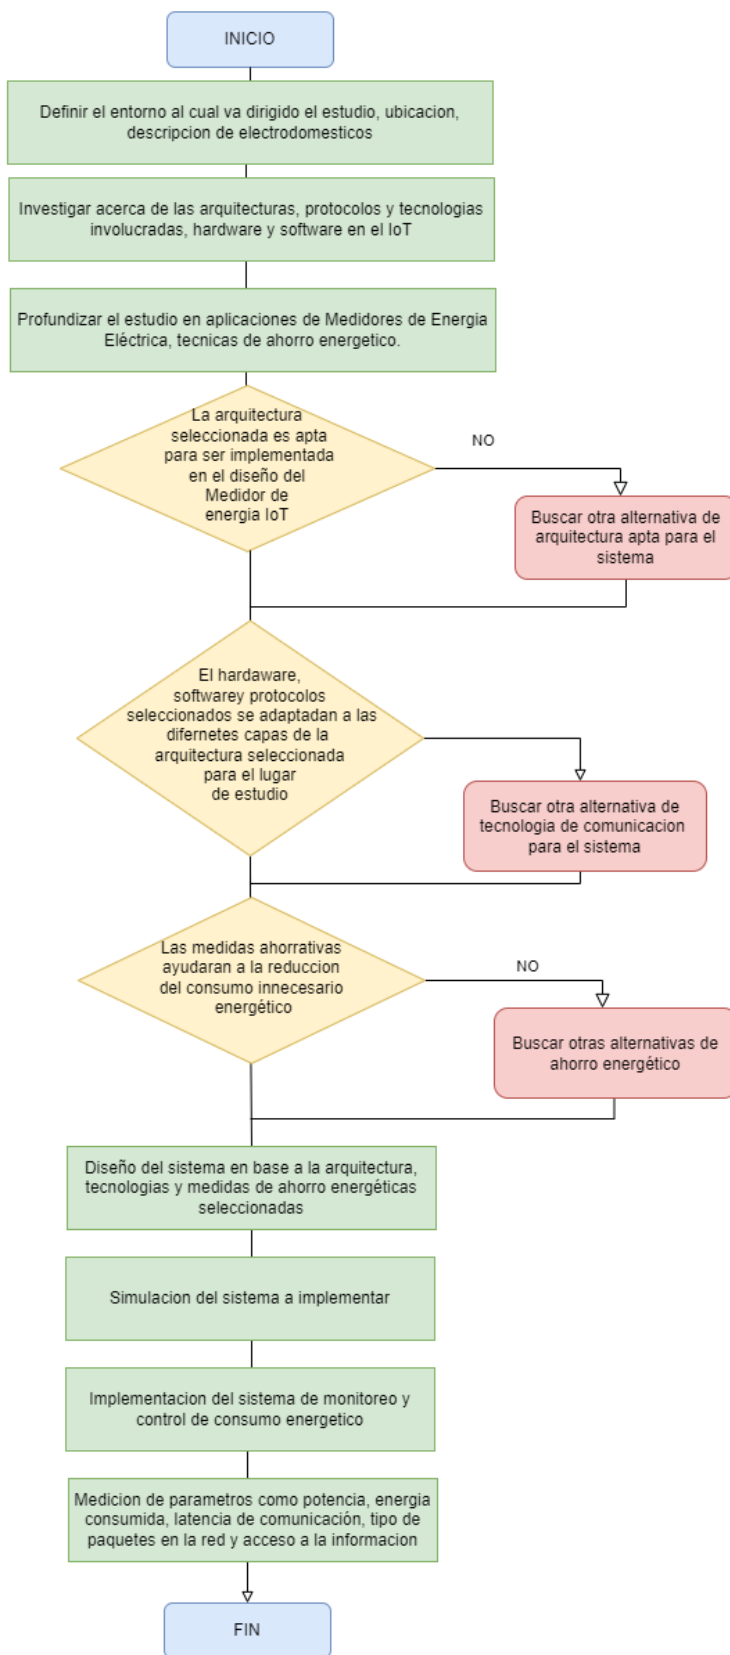 INICIO
Definir el entorno al cual va dirigido el estudio, ubicacion,
descripcion de electrodomesticos
Investigar acerca de las arquitecturas, protocolos y tecnologias
involucradas, hardware y software en el IoT
Profundizar el estudio en aplicaciones de Medidores de Energia
Eléctrica, tecnicas de ahorro energetico.
La arquitectura
seleccionada es apta
para ser implementada
en el diseño del
Medidor de
energia IoT
NO
Buscar otra alternativa de
arquitectura apta para el
sistema
El hardaware,
softwarey protocolos
seleccionados se adaptadan a las
difernetes capas de la
arquitectura seleccionada
para el lugar
de estudio
Buscar otra alternativa de
tecnologia de comunicacion
para el sistema
Las medidas ahorrativas
ayudaran a la reduccion
del consumo innecesario
energético
NO
Buscar otras alternativas de
ahorro energético
Diseño del sistema en base a la arquitectura,
tecnologias y medidas de ahorro energéticas
seleccionadas
Simulacion del sistema a implementar
Implementacion del sistema de monitoreo y
control de consumo energetico
Medicion de parametros como potencia, energia
consumida, latencia de comunicación, tipo de
paquetes en la red y acceso a la informacion
FIN